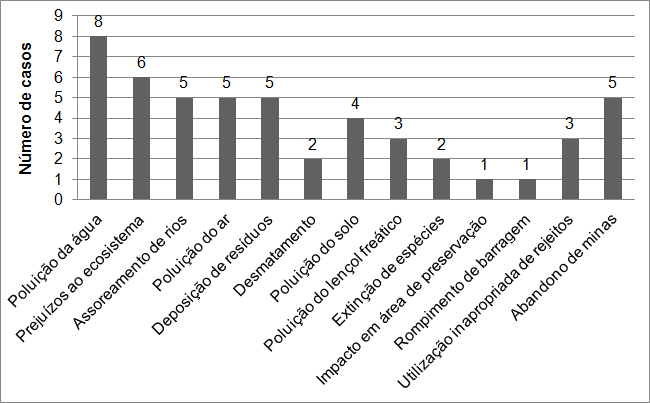 Número de casos
9
8
7
6
5
4
3
2
1
0
8
6
5
5
5
2
4
3
2
1
1
3
5
Poluição da água
Prejuízos ao ecosistema
Assoreamento de rios
Poluição do ar
Deposição de resíduos
Desmatamento
Poluição do solo
Poluição do lençol freático
Extinção de espécies
Impacto em área de preservação
Rompimento de barragem
Utilização inapropriada de rejeitos
Abandono de minas